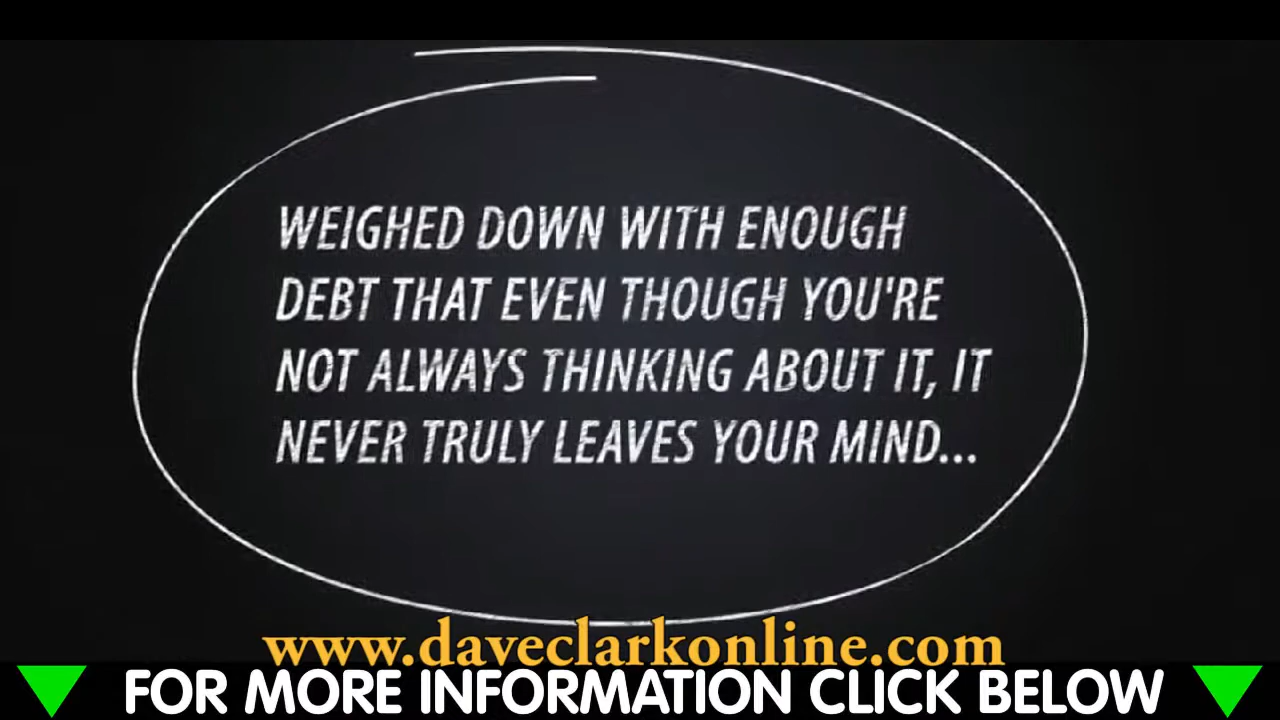 WEIGHED DOWN WITH ENOUGH
DEBT THAT EVEN THOUGH YOU'RE
NOT ALWAYS THINKING ABOUT IT, IT
NEVER TRULY LEAVES YOUR MIND...
www.daveclarkonline.com
FOR MORE INFORMATION CLICK BELOW